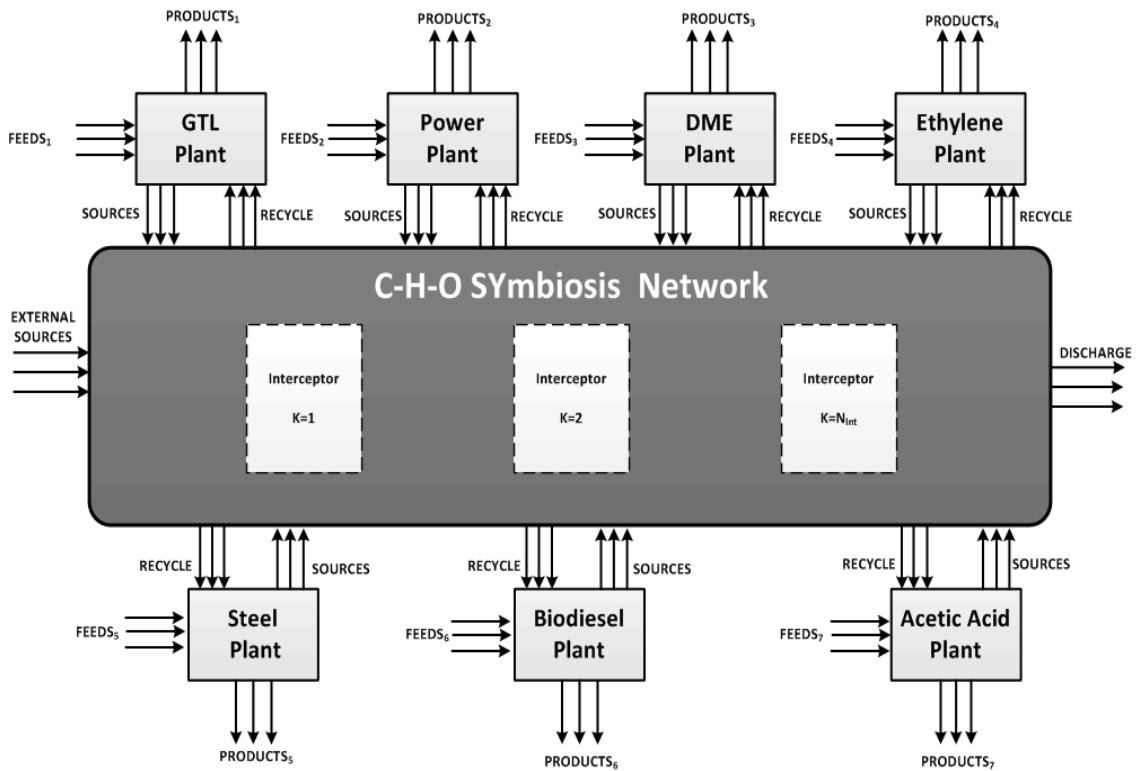 PRODUCTS₁
PRODUCTS₂
PRODUCTS₃
PRODUCTS₄
GTL
Plant
Power
Plant
DME
Plant
Ethylene
Plant
FEEDS₁
FEEDS₂
FEEDS₃
FEEDS₄
SOURCES
RECYCLE
SOURCES
RECYCLE
SOURCES
RECYCLE
SOURCES
RECYCLE
C-H-O SYmbiosis Network
EXTERNAL
SOURCES
DISCHARGE
Interceptor
K=1
Interceptor
K=2
Interceptor
K=N_Int
RECYCLE
SOURCES
RECYCLE
SOURCES
RECYCLE
SOURCES
FEEDS₅
Steel
Plant
FEEDS₆
Biodiesel
Plant
FEEDS₇
Acetic Acid
Plant
PRODUCTS₅
PRODUCTS₆
PRODUCTS₇